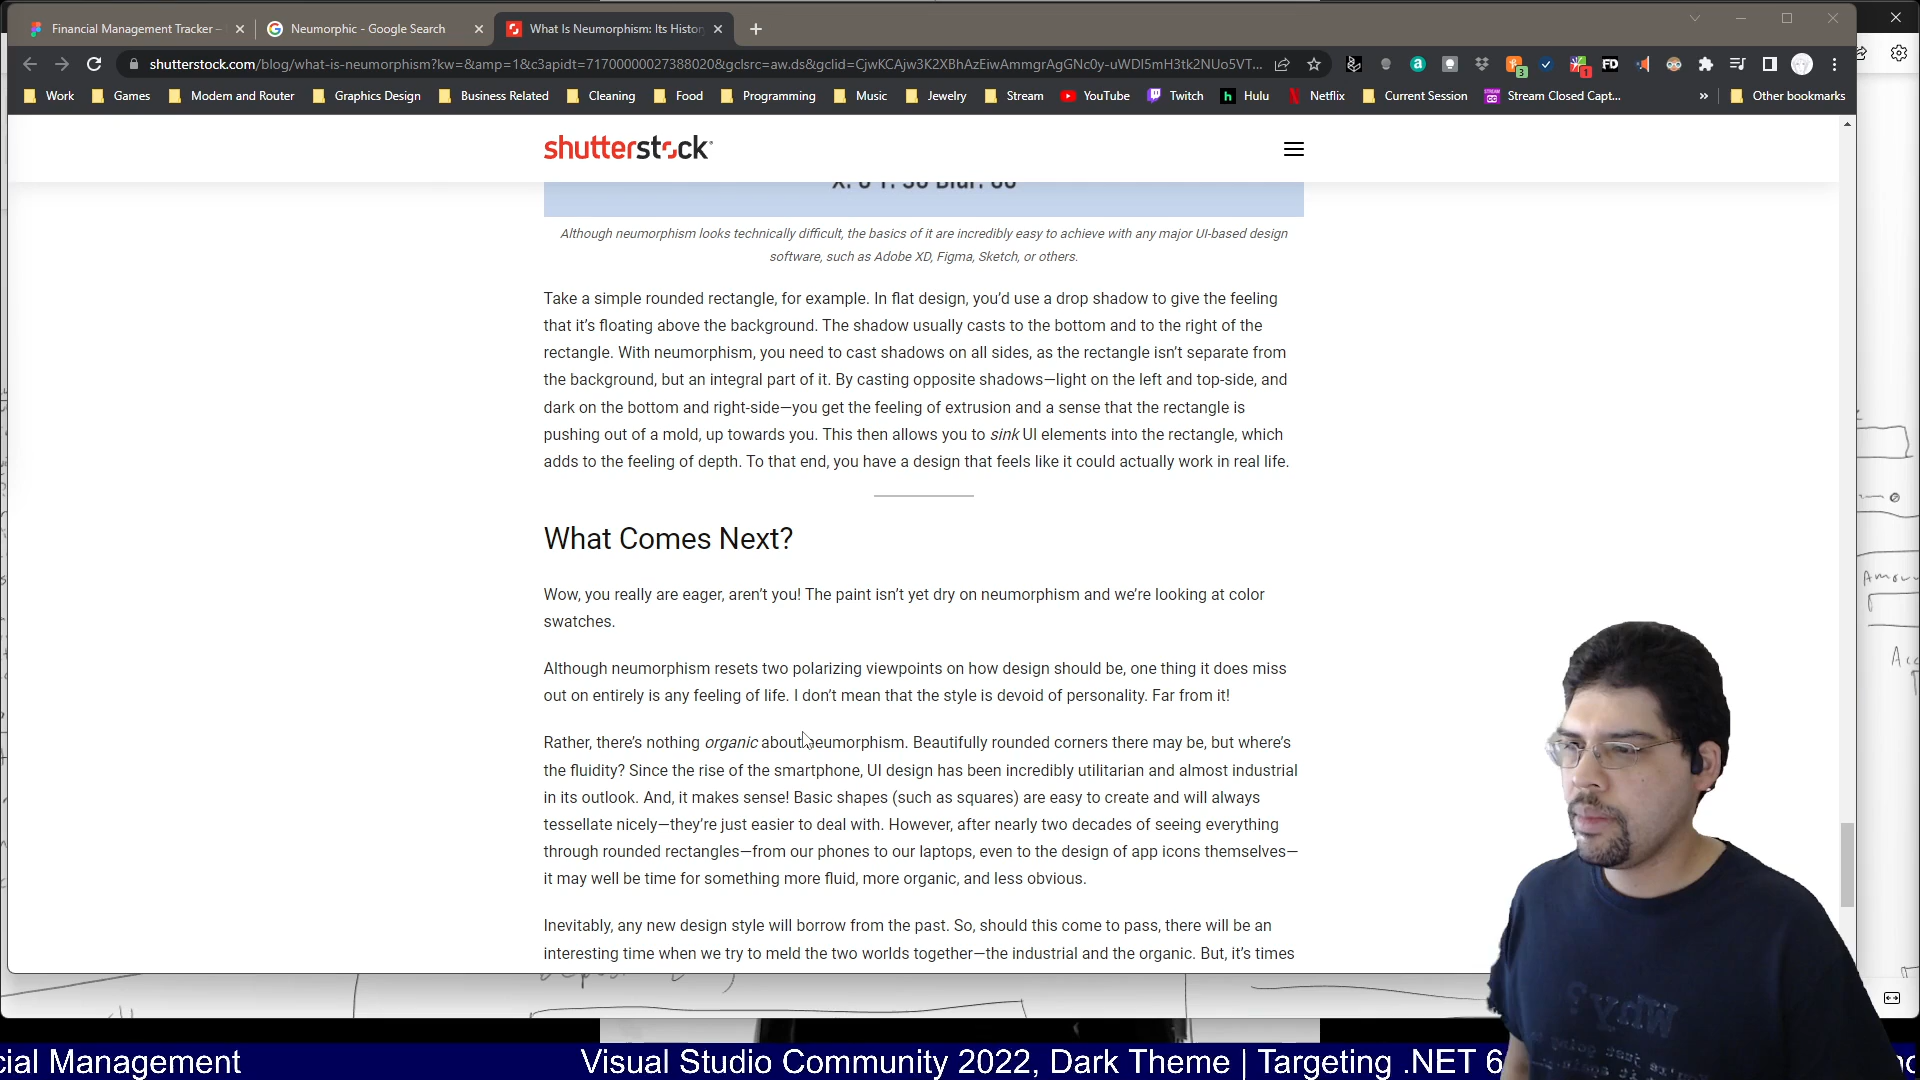 Financial Management Tracker –
Neumorphic - Google Search
What Is Neumorphism: Its Histor
shutterstock.com/blog/what-is-neumorphism?kw=&amp=1&c3apidt=71700000027388020&gclsrc=aw.ds&gclid=CjwKCAjw3K2XBhAzEiwAmmgrAgGNc0y-uWDl5mH3tk2NUo5VT...
Work
Games
Modem and Router
Graphics Design
Business Related
Cleaning
Food
Programming
Music
Jewelry
Stream
YouTube
Twitch
Hulu
Netflix
Current Session
Stream Closed Capt...
»
Other bookmarks
shutterstock
Although neumorphism looks technically difficult, the basics of it are incredibly easy to achieve with any major UI-based design
software, such as Adobe XD, Figma, Sketch, or others.
Take a simple rounded rectangle, for example. In flat design, you’d use a drop shadow to give the feeling
that it’s floating above the background. The shadow usually casts to the bottom and to the right of the
rectangle. With neumorphism, you need to cast shadows on all sides, as the rectangle isn’t separate from
the background, but an integral part of it. By casting opposite shadows—light on the left and top-side, and
dark on the bottom and right-side—you get the feeling of extrusion and a sense that the rectangle is
pushing out of a mold, up towards you. This then allows you to sink UI elements into the rectangle, which
adds to the feeling of depth. To that end, you have a design that feels like it could actually work in real life.
What Comes Next?
Wow, you really are eager, aren’t you! The paint isn’t yet dry on neumorphism and we’re looking at color
swatches.
Although neumorphism resets two polarizing viewpoints on how design should be, one thing it does miss
out on entirely is any feeling of life. I don’t mean that the style is devoid of personality. Far from it!
Rather, there’s nothing organic about neumorphism. Beautifully rounded corners there may be, but where’s
the fluidity? Since the rise of the smartphone, UI design has been incredibly utilitarian and almost industrial
in its outlook. And, it makes sense! Basic shapes (such as squares) are easy to create and will always
tessellate nicely—they’re just easier to deal with. However, after nearly two decades of seeing everything
through rounded rectangles—from our phones to our laptops, even to the design of app icons themselves—
it may well be time for something more fluid, more organic, and less obvious.
Inevitably, any new design style will borrow from the past. So, should this come to pass, there will be an
interesting time when we try to meld the two worlds together—the industrial and the organic. But, it’s times
cial Management
Visual Studio Community 2022, Dark Theme | Targeting .NET 6